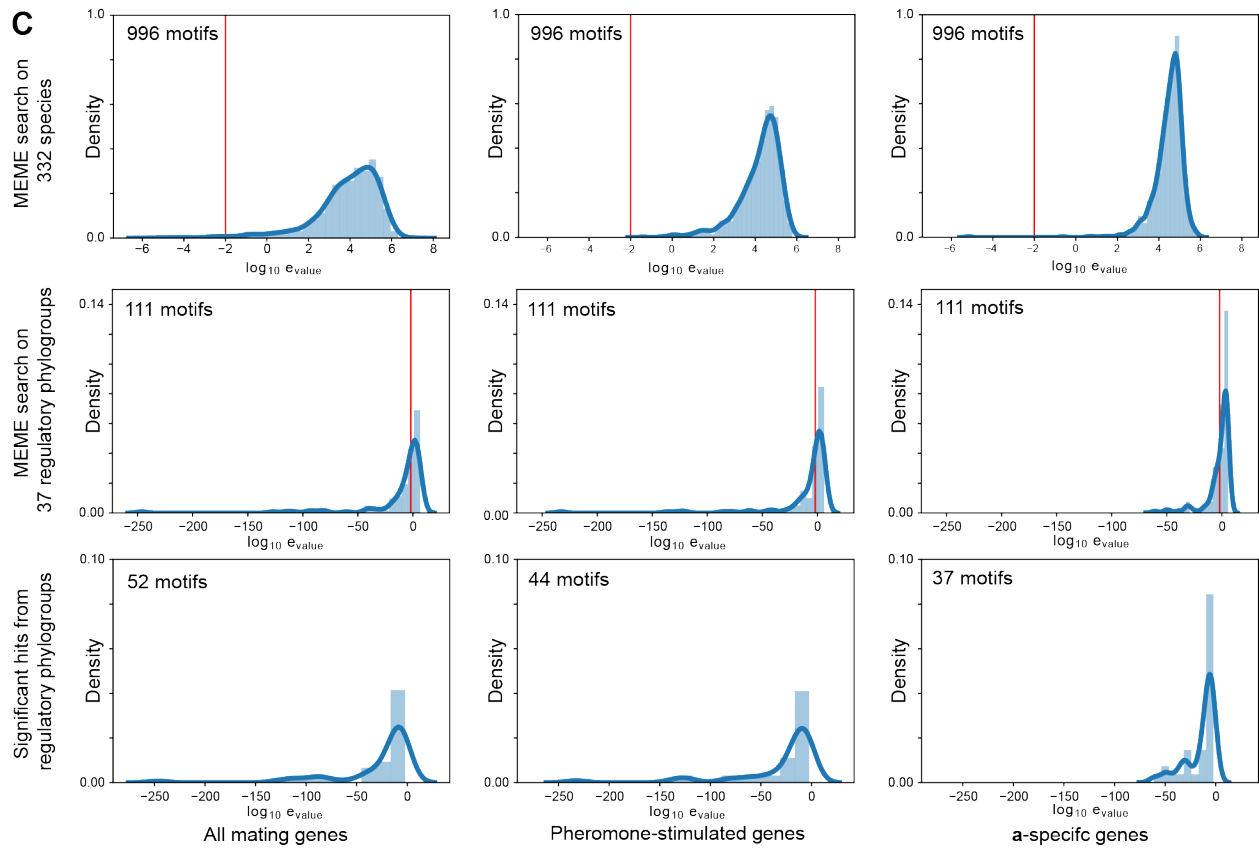 C
MEME search on
332 species
1.0
996 motifs
Density
0.0
−6 −4 −2 0 2 4 6 8
log10 evalue
1.0
996 motifs
Density
0.0
−6 −4 −2 0 2 4 6 8
log10 evalue
1.0
996 motifs
Density
0.0
−6 −4 −2 0 2 4 6 8
log10 evalue
MEME search on
37 regulatory phylogroups
0.14
111 motifs
Density
0.00
−250 −200 −150 −100 −50 0
log10 evalue
0.14
111 motifs
Density
0.00
−250 −200 −150 −100 −50 0
log10 evalue
0.14
111 motifs
Density
0.00
−250 −200 −150 −100 −50 0
log10 evalue
Significant hits from
regulatory phylogroups
0.10
52 motifs
Density
0.00
−250 −200 −150 −100 −50 0
log10 evalue
All mating genes
0.10
44 motifs
Density
0.00
−250 −200 −150 −100 −50 0
log10 evalue
Pheromone-stimulated genes
0.10
37 motifs
Density
0.00
−250 −200 −150 −100 −50 0
log10 evalue
a-specifc genes